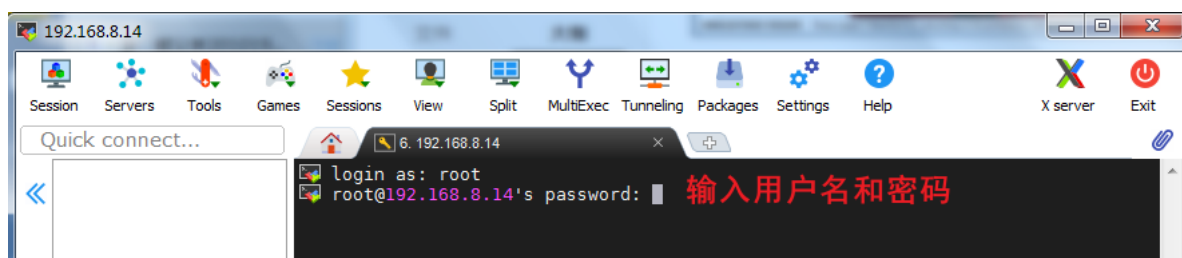 192.168.8.14
Session Servers Tools Games Sessions View Split MultiExec Tunneling Packages Settings Help X server Exit
Quick connect...
6. 192.168.8.14
login as: root
root@192.168.8.14's password: 输入用户名和密码